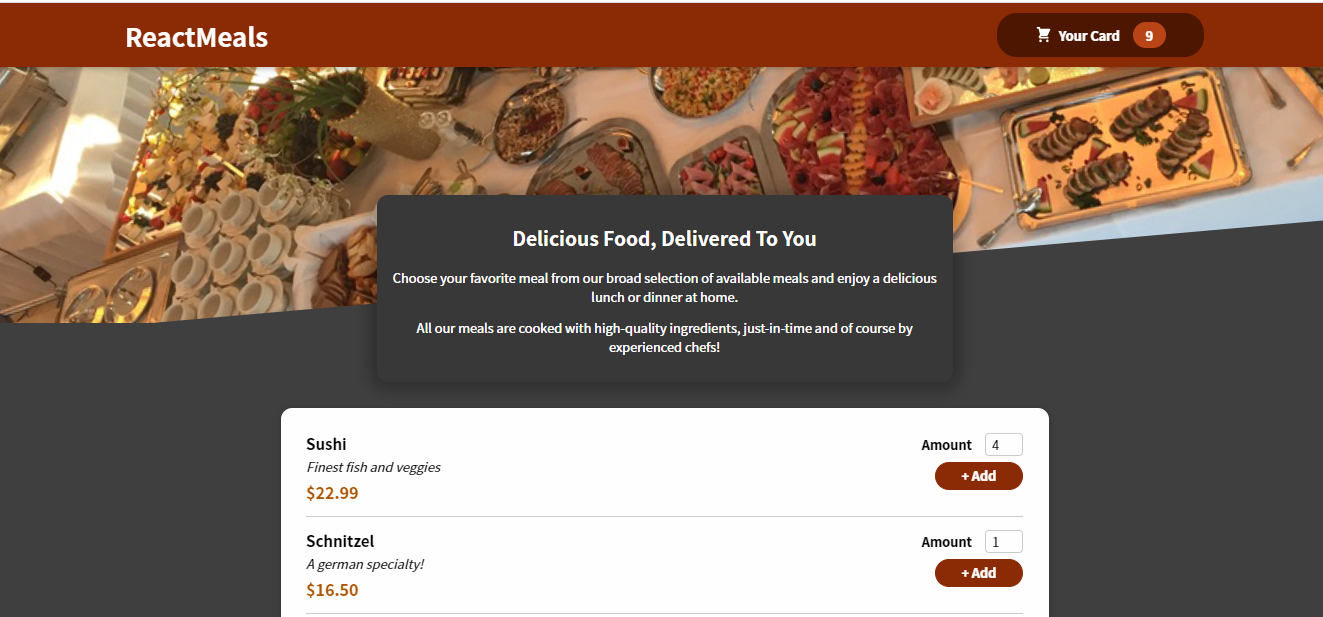 ReactMeals
Your Card 9
Delicious Food, Delivered To You
Choose your favorite meal from our broad selection of available meals and enjoy a delicious
lunch or dinner at home.
All our meals are cooked with high-quality ingredients, just-in-time and of course by
experienced chefs!
Sushi
Finest fish and veggies
$22.99
Amount 4
+ Add
Schnitzel
A german specialty!
$16.50
Amount 1
+ Add